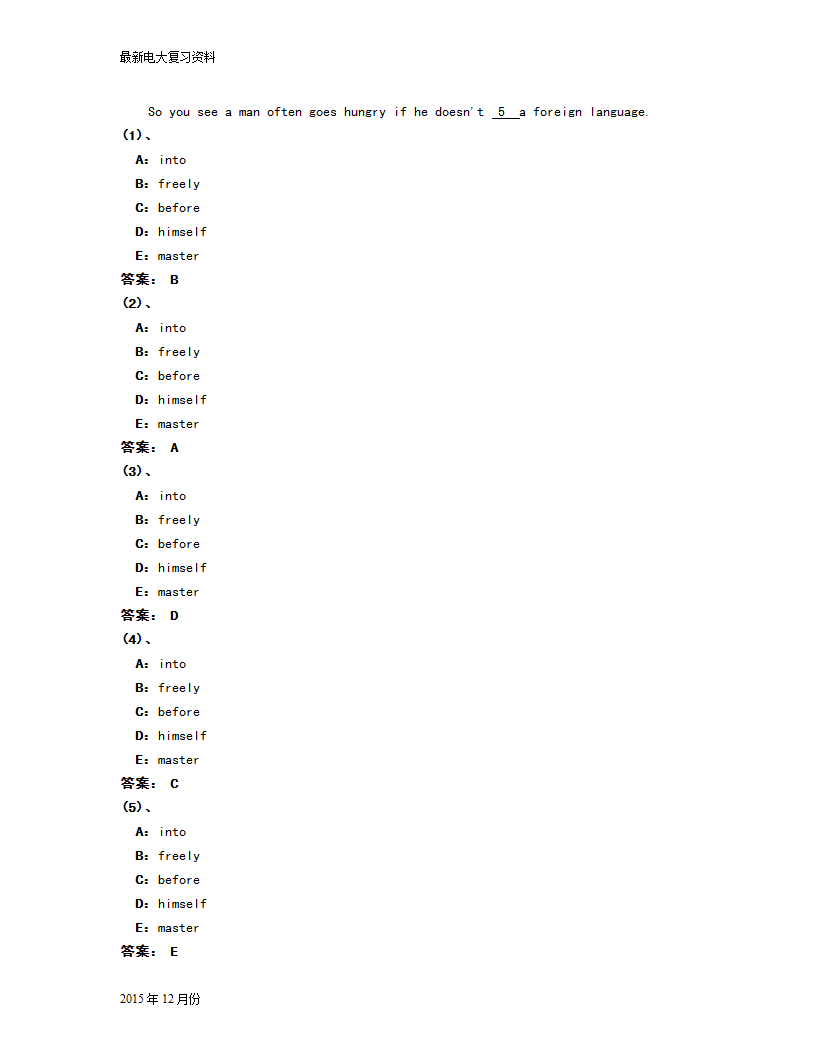 最新电大复习资料
So you see a man often goes hungry if he doesn't 5 a foreign language.
(1)、
A: into
B: freely
C: before
D: himself
E: master
答案: B
(2)、
A: into
B: freely
C: before
D: himself
E: master
答案: A
(3)、
A: into
B: freely
C: before
D: himself
E: master
答案: D
(4)、
A: into
B: freely
C: before
D: himself
E: master
答案: C
(5)、
A: into
B: freely
C: before
D: himself
E: master
答案: E
2015年12月份